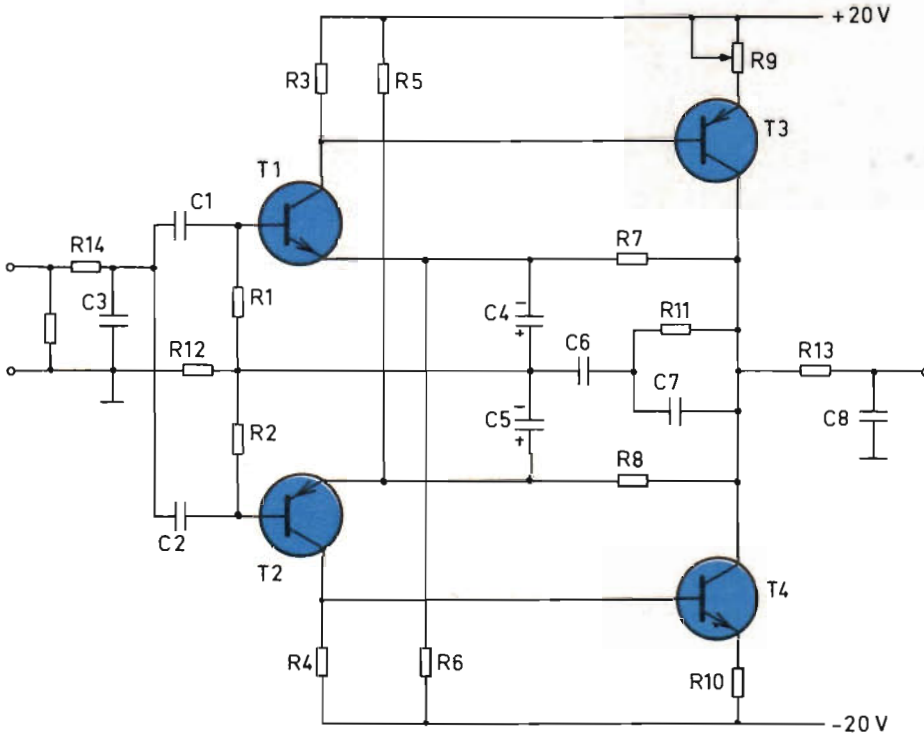 +20V
R3
R5
R9
T3
T1
C1
R14
R7
C3
R1
C4
−
+
R11
C6
R12
R13
C7
C5
−
+
C8
R2
R8
C2
T2
T4
R4
R6
R10
−20V